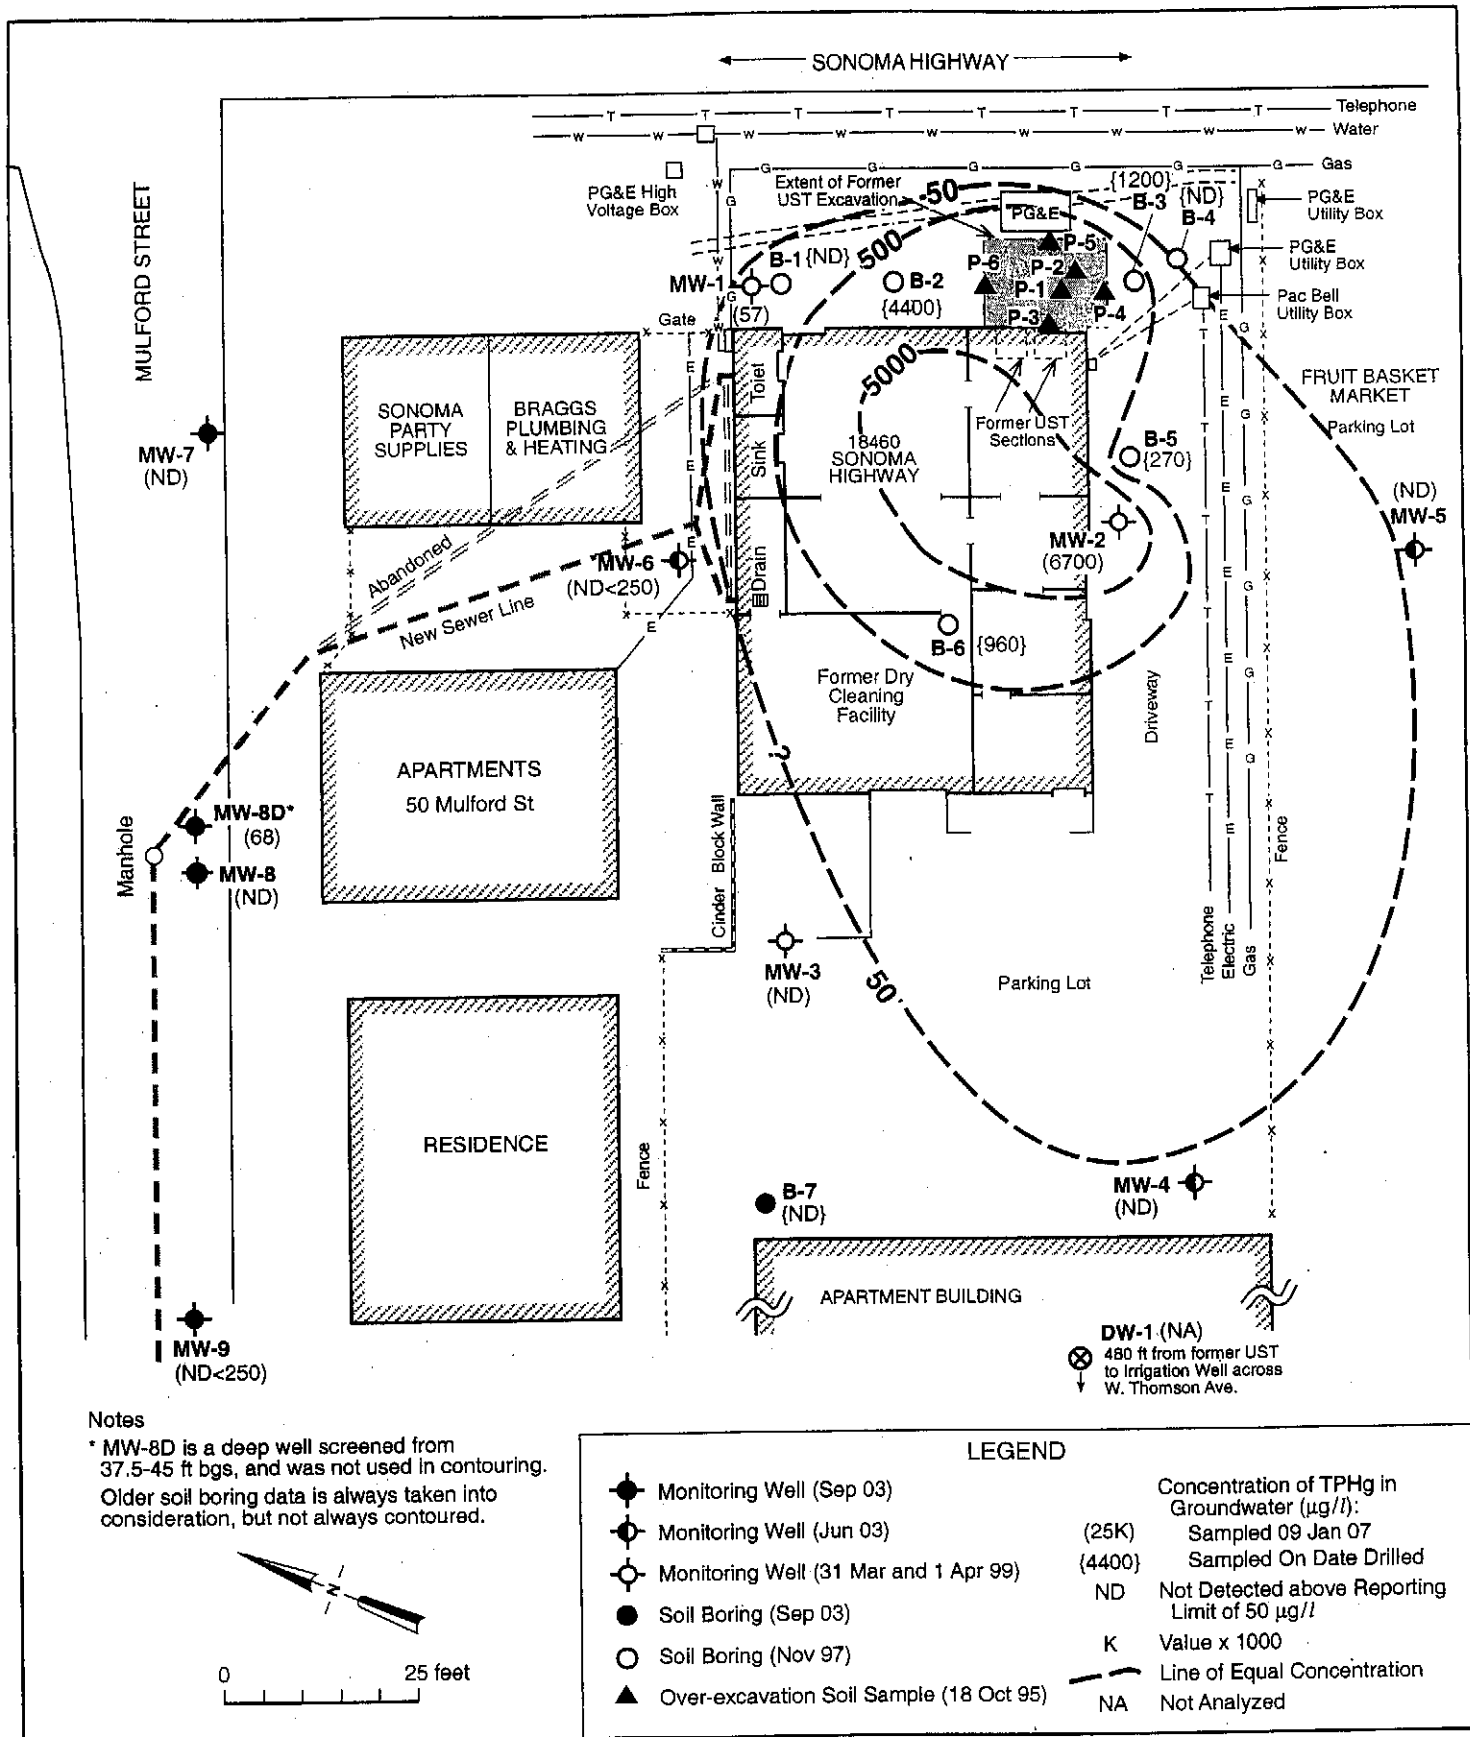 SONOMA HIGHWAY
T T T T T T T T Telephone
W W W W W W W W W Water
G G G G G G Gas
MULFORD STREET
PG&E High
Voltage Box
Extent of Former
UST Excavation
50
{1200}
B-3
{ND}
B-4
PG&E
PG&E
Utility Box
PG&E
Utility Box
Pac Bell
Utility Box
500
B-1 {ND}
MW-1
(57)
B-2
{4400}
P-5
P-6
P-2
P-1
P-4
P-3
Gate
Toilet
5000
FRUIT BASKET
MARKET
Parking Lot
SONOMA
PARTY
SUPPLIES
BRAGGS
PLUMBING
& HEATING
Former UST
Sections
18460
SONOMA
HIGHWAY
Sink
B-5
{270}
MW-7
(ND)
(ND)
MW-5
MW-2
(6700)
Abandoned
MW-6
(ND<250)
Drain
New Sewer Line
B-6 {960}
Former Dry
Cleaning
Facility
Driveway
?
APARTMENTS
50 Mulford St
MW-8D*
(68)
Manhole
MW-8
(ND)
Cinder Block Wall
Fence
Telephone
Electric
Gas
MW-3
(ND)
50
Parking Lot
RESIDENCE
Fence
B-7
{ND}
MW-4
(ND)
APARTMENT BUILDING
MW-9
(ND<250)
DW-1 (NA)
480 ft from former UST
to Irrigation Well across
W. Thomson Ave.
Notes
* MW-8D is a deep well screened from
37.5-45 ft bgs, and was not used in contouring.
Older soil boring data is always taken into
consideration, but not always contoured.
N
0 25 feet
LEGEND
Monitoring Well (Sep 03)
Monitoring Well (Jun 03)
Monitoring Well (31 Mar and 1 Apr 99)
Soil Boring (Sep 03)
Soil Boring (Nov 97)
Over-excavation Soil Sample (18 Oct 95)
Concentration of TPHg in
Groundwater (µg/l):
(25K) Sampled 09 Jan 07
{4400} Sampled On Date Drilled
ND Not Detected above Reporting
Limit of 50 µg/l
K Value x 1000
Line of Equal Concentration
NA Not Analyzed